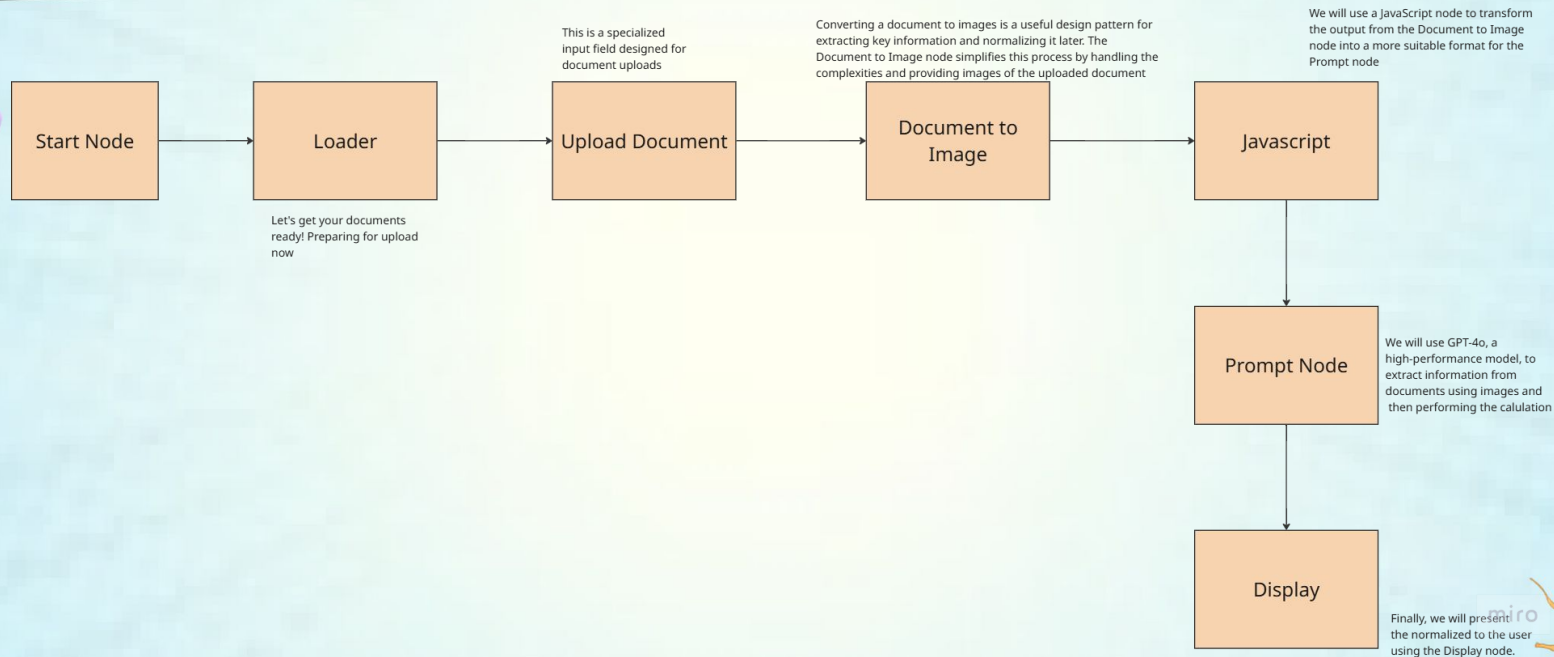 This is a specialized
input field designed for
document uploads
Converting a document to images is a useful design pattern for
extracting key information and normalizing it later. The
Document to Image node simplifies this process by handling the
complexities and providing images of the uploaded document
We will use a JavaScript node to transform
the output from the Document to Image
node into a more suitable format for the
Prompt node
Start Node
Loader
Upload Document
Document to
Image
Javascript
Let's get your documents
ready! Preparing for upload
now
Prompt Node
We will use GPT-4o, a
high-performance model, to
extract information from
documents using images and
then performing the calulation
Display
Finally, we will present
the normalized to the user
using the Display node.
miro